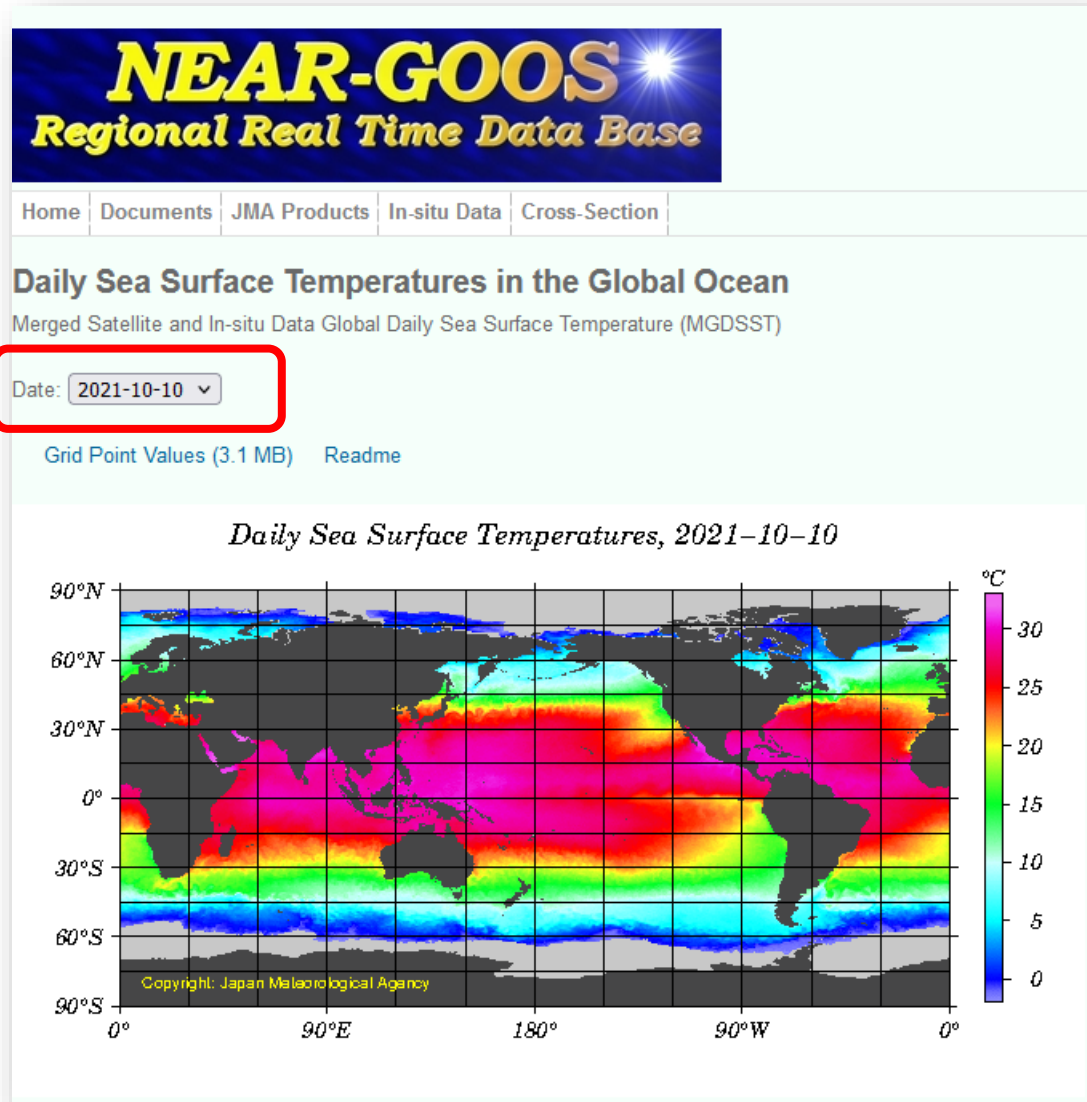 NEAR-GOOS
Regional Real Time Data Base
Home Documents JMA Products In-situ Data Cross-Section
Daily Sea Surface Temperatures in the Global Ocean
Merged Satellite and In-situ Data Global Daily Sea Surface Temperature (MGDSST)
Date: 2021-10-10
Grid Point Values (3.1 MB) Readme
Daily Sea Surface Temperatures, 2021–10–10
°C
90°N
60°N
30°N
0°
30°S
60°S
90°S
30
25
20
15
10
5
0
Copyright: Japan Meteorological Agency
0° 90°E 180° 90°W 0°